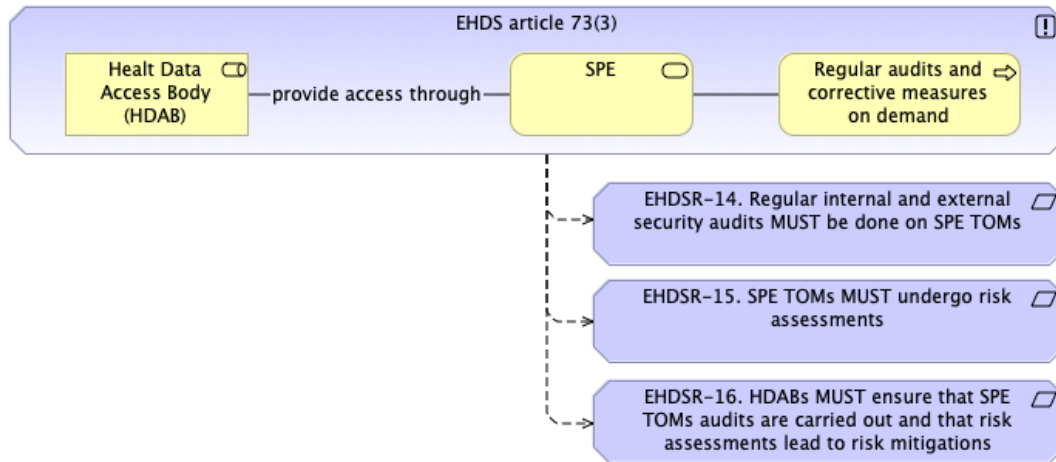 EHDS article 73(3)
Healt Data
Access Body
(HDAB)
provide access through
SPE
Regular audits and
corrective measures
on demand
EHDSR-14. Regular internal and external
security audits MUST be done on SPE TOMs
EHDSR-15. SPE TOMs MUST undergo risk
assessments
EHDSR-16. HDABs MUST ensure that SPE
TOMs audits are carried out and that risk
assessments lead to risk mitigations